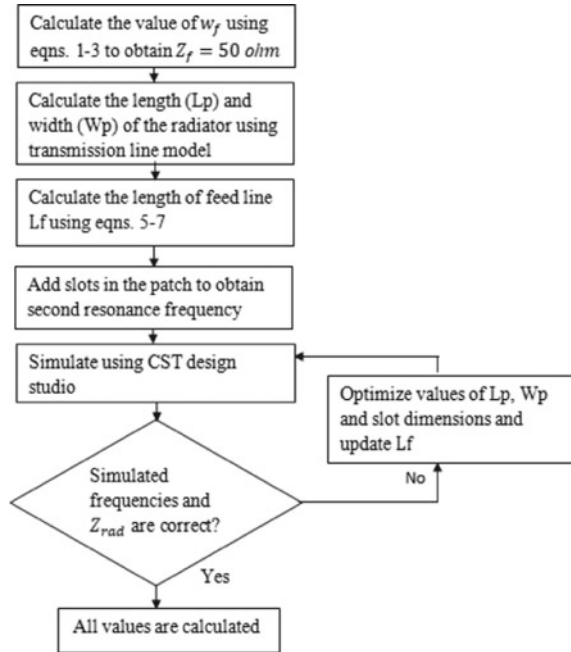 Calculate the value of w_f using
eqns. 1-3 to obtain Z_f = 50 ohm
Calculate the length (Lp) and
width (Wp) of the radiator using
transmission line model
Calculate the length of feed line
Lf using eqns. 5-7
Add slots in the patch to obtain
second resonance frequency
Simulate using CST design
studio
Optimize values of Lp, Wp
and slot dimensions and
update Lf
Simulated
frequencies and
Z_rad are correct?
No
Yes
All values are calculated